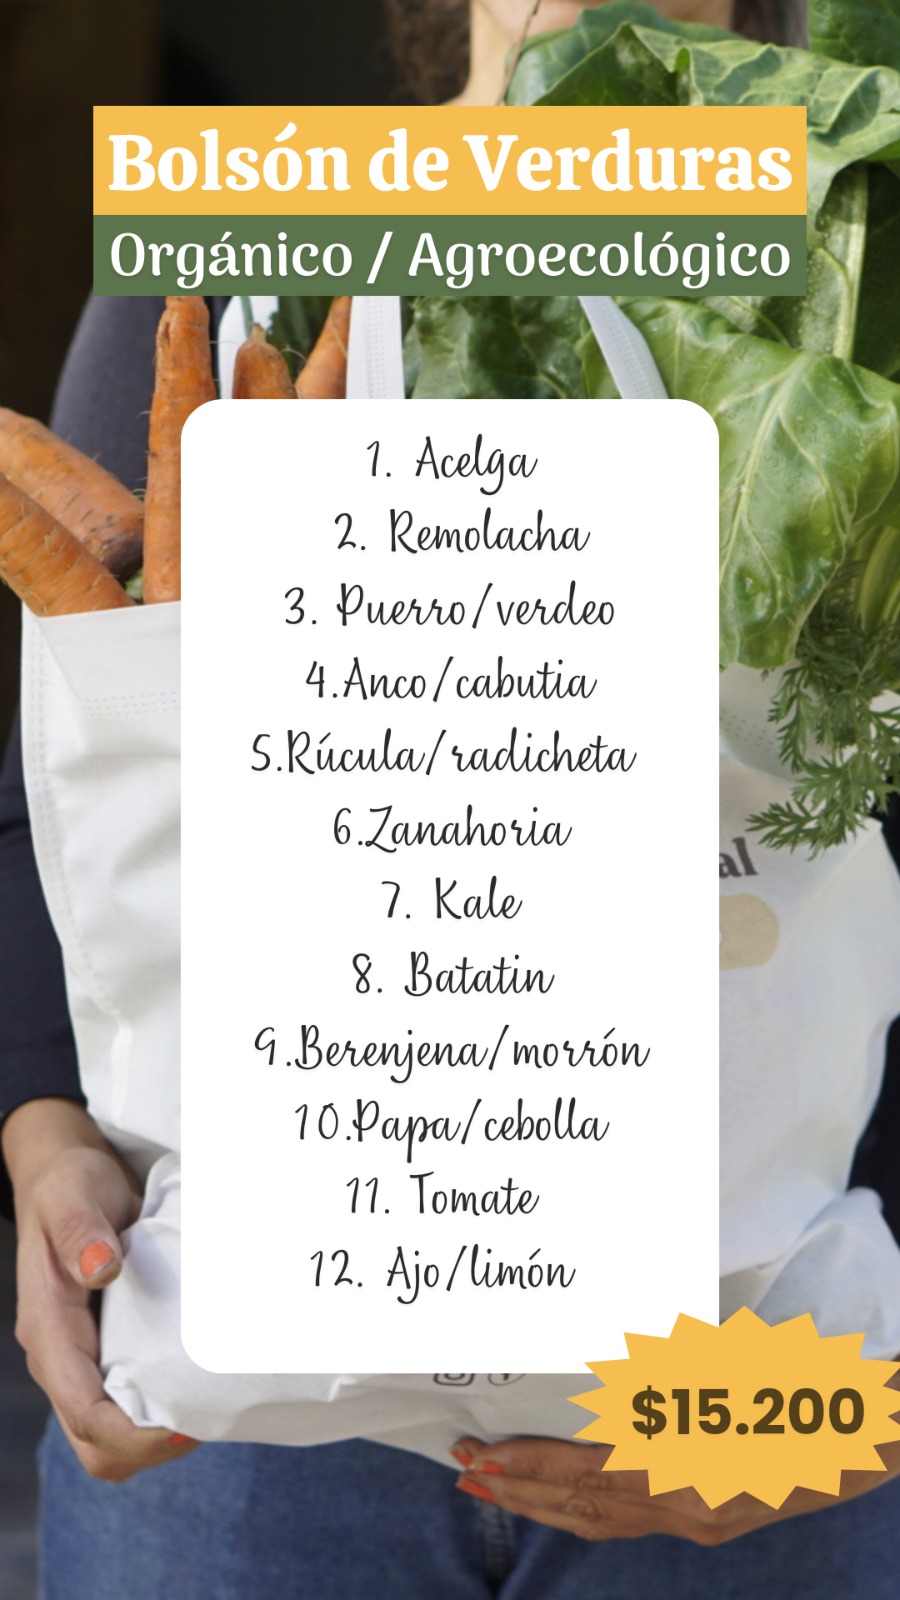 Bolsón de Verduras
Orgánico / Agroecológico
1. Acelga
2. Remolacha
3. Puerro/verdeo
4.Anco/cabutia
5.Rúcula/radicheta
6.Zanahoria
7. Kale
8. Batatin
9.Berenjena/morrón
10.Papa/cebolla
11. Tomate
12. Ajo/limón
$15.200